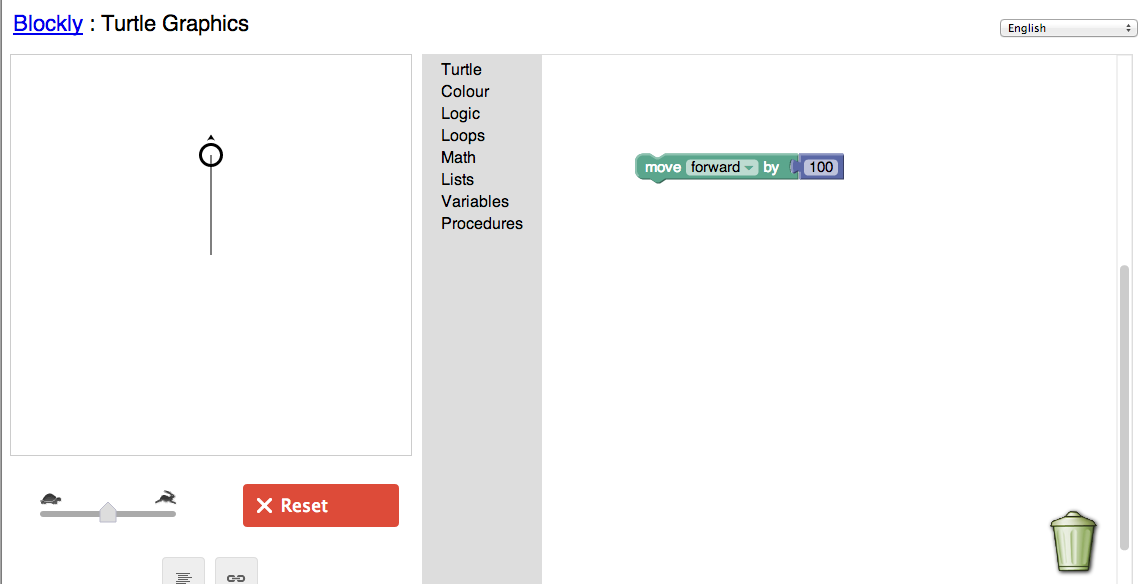 Blockly : Turtle Graphics
English
Turtle
Colour
Logic
Loops
Math
Lists
Variables
Procedures
move forward by 100
Reset